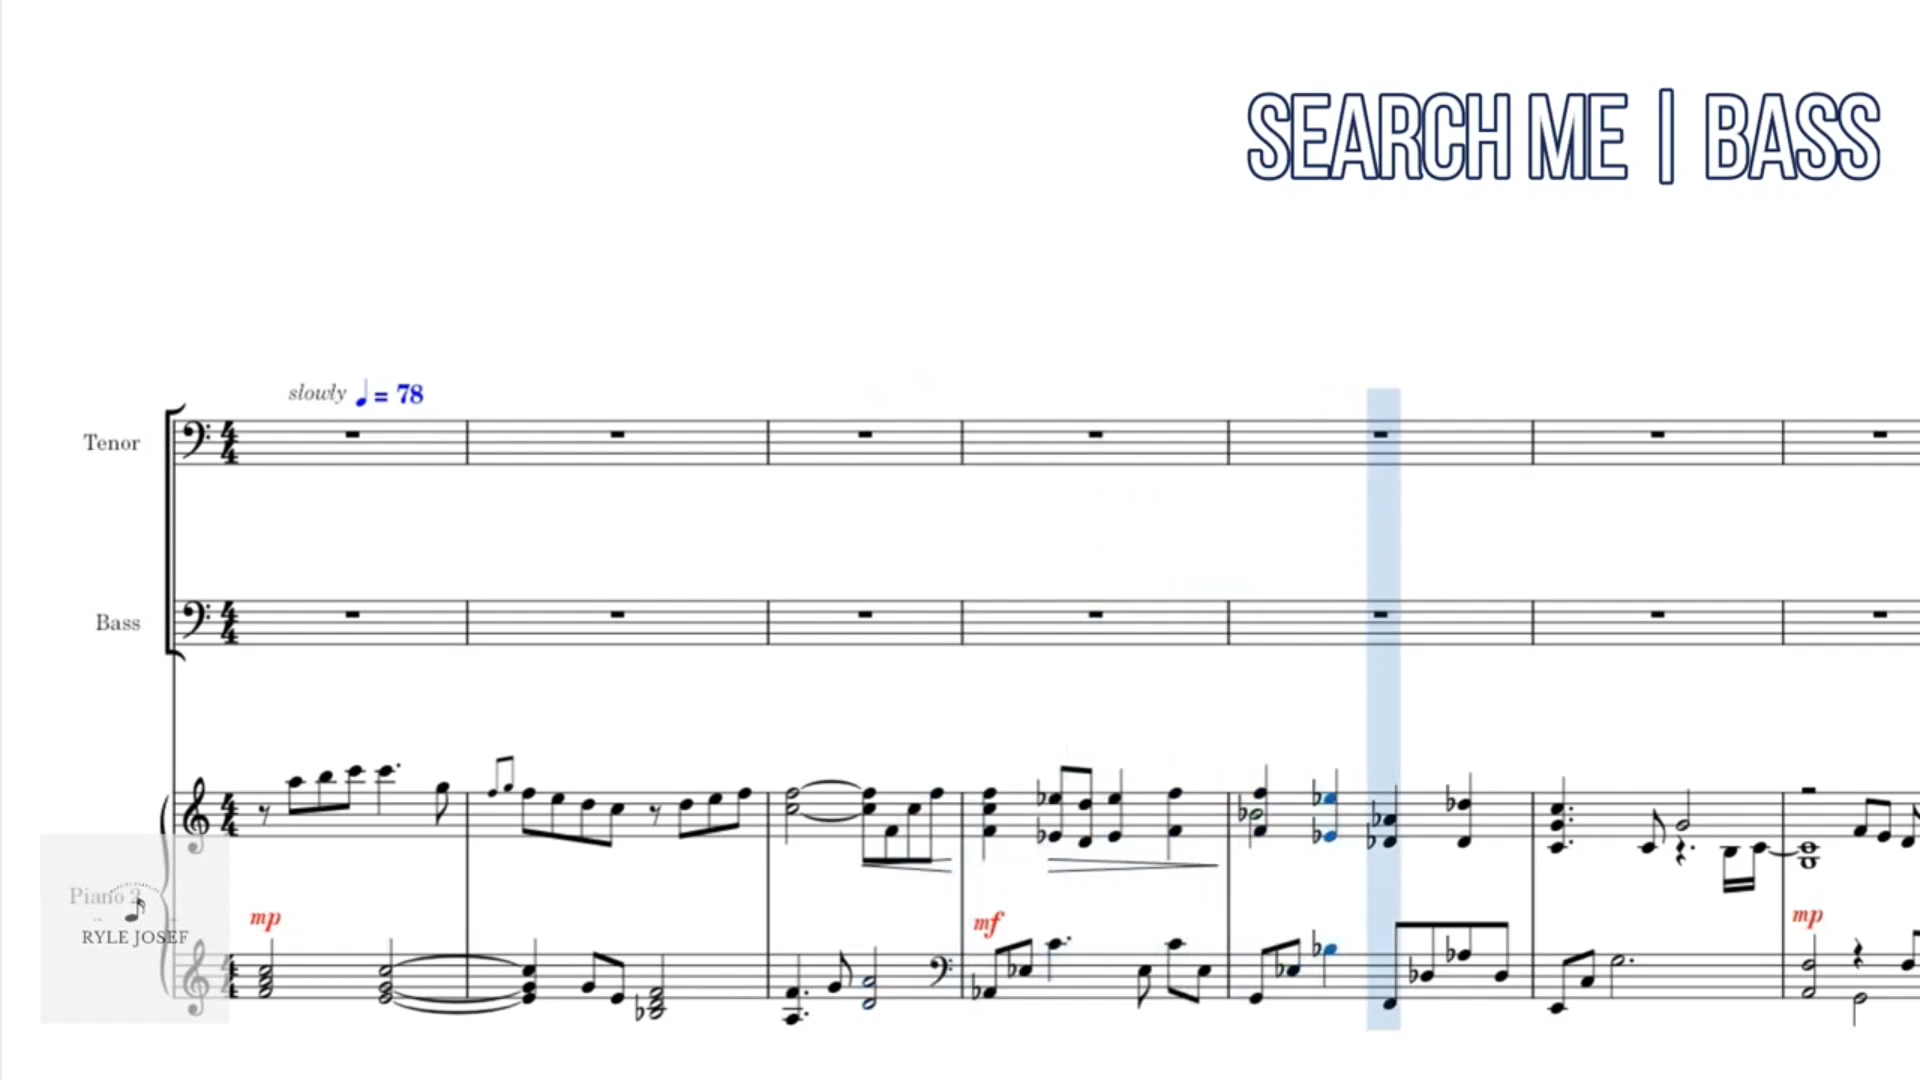 SEARCH ME | BASS
slowly ♩ = 78
Tenor
Bass
Piano 2
RYLE JOSEF
mp
mf
mp